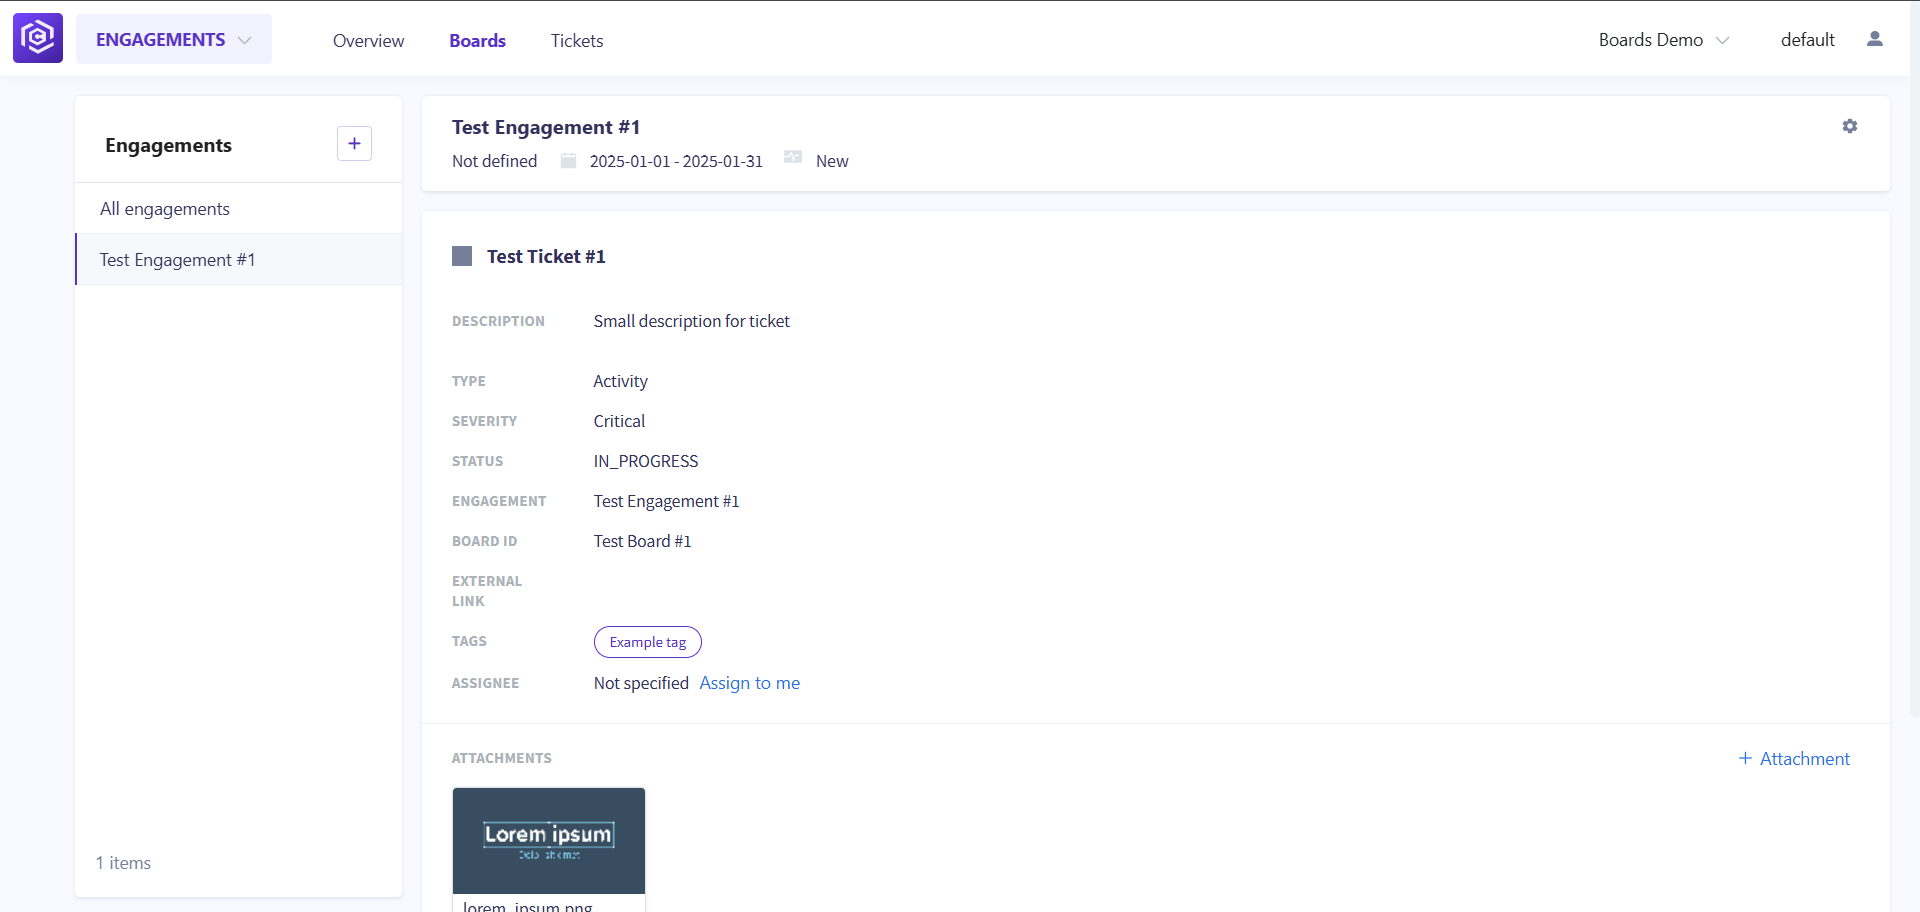 ENGAGEMENTS
Overview
Boards
Tickets
Boards Demo
default
Engagements
+
All engagements
Test Engagement #1
1 items
Test Engagement #1
Not defined
2025-01-01 - 2025-01-31
New
Test Ticket #1
DESCRIPTION
Small description for ticket
TYPE
Activity
SEVERITY
Critical
STATUS
IN_PROGRESS
ENGAGEMENT
Test Engagement #1
BOARD ID
Test Board #1
EXTERNAL
LINK
TAGS
Example tag
ASSIGNEE
Not specified Assign to me
ATTACHMENTS
+ Attachment
Lorem ipsum
lorem_ipsum.png